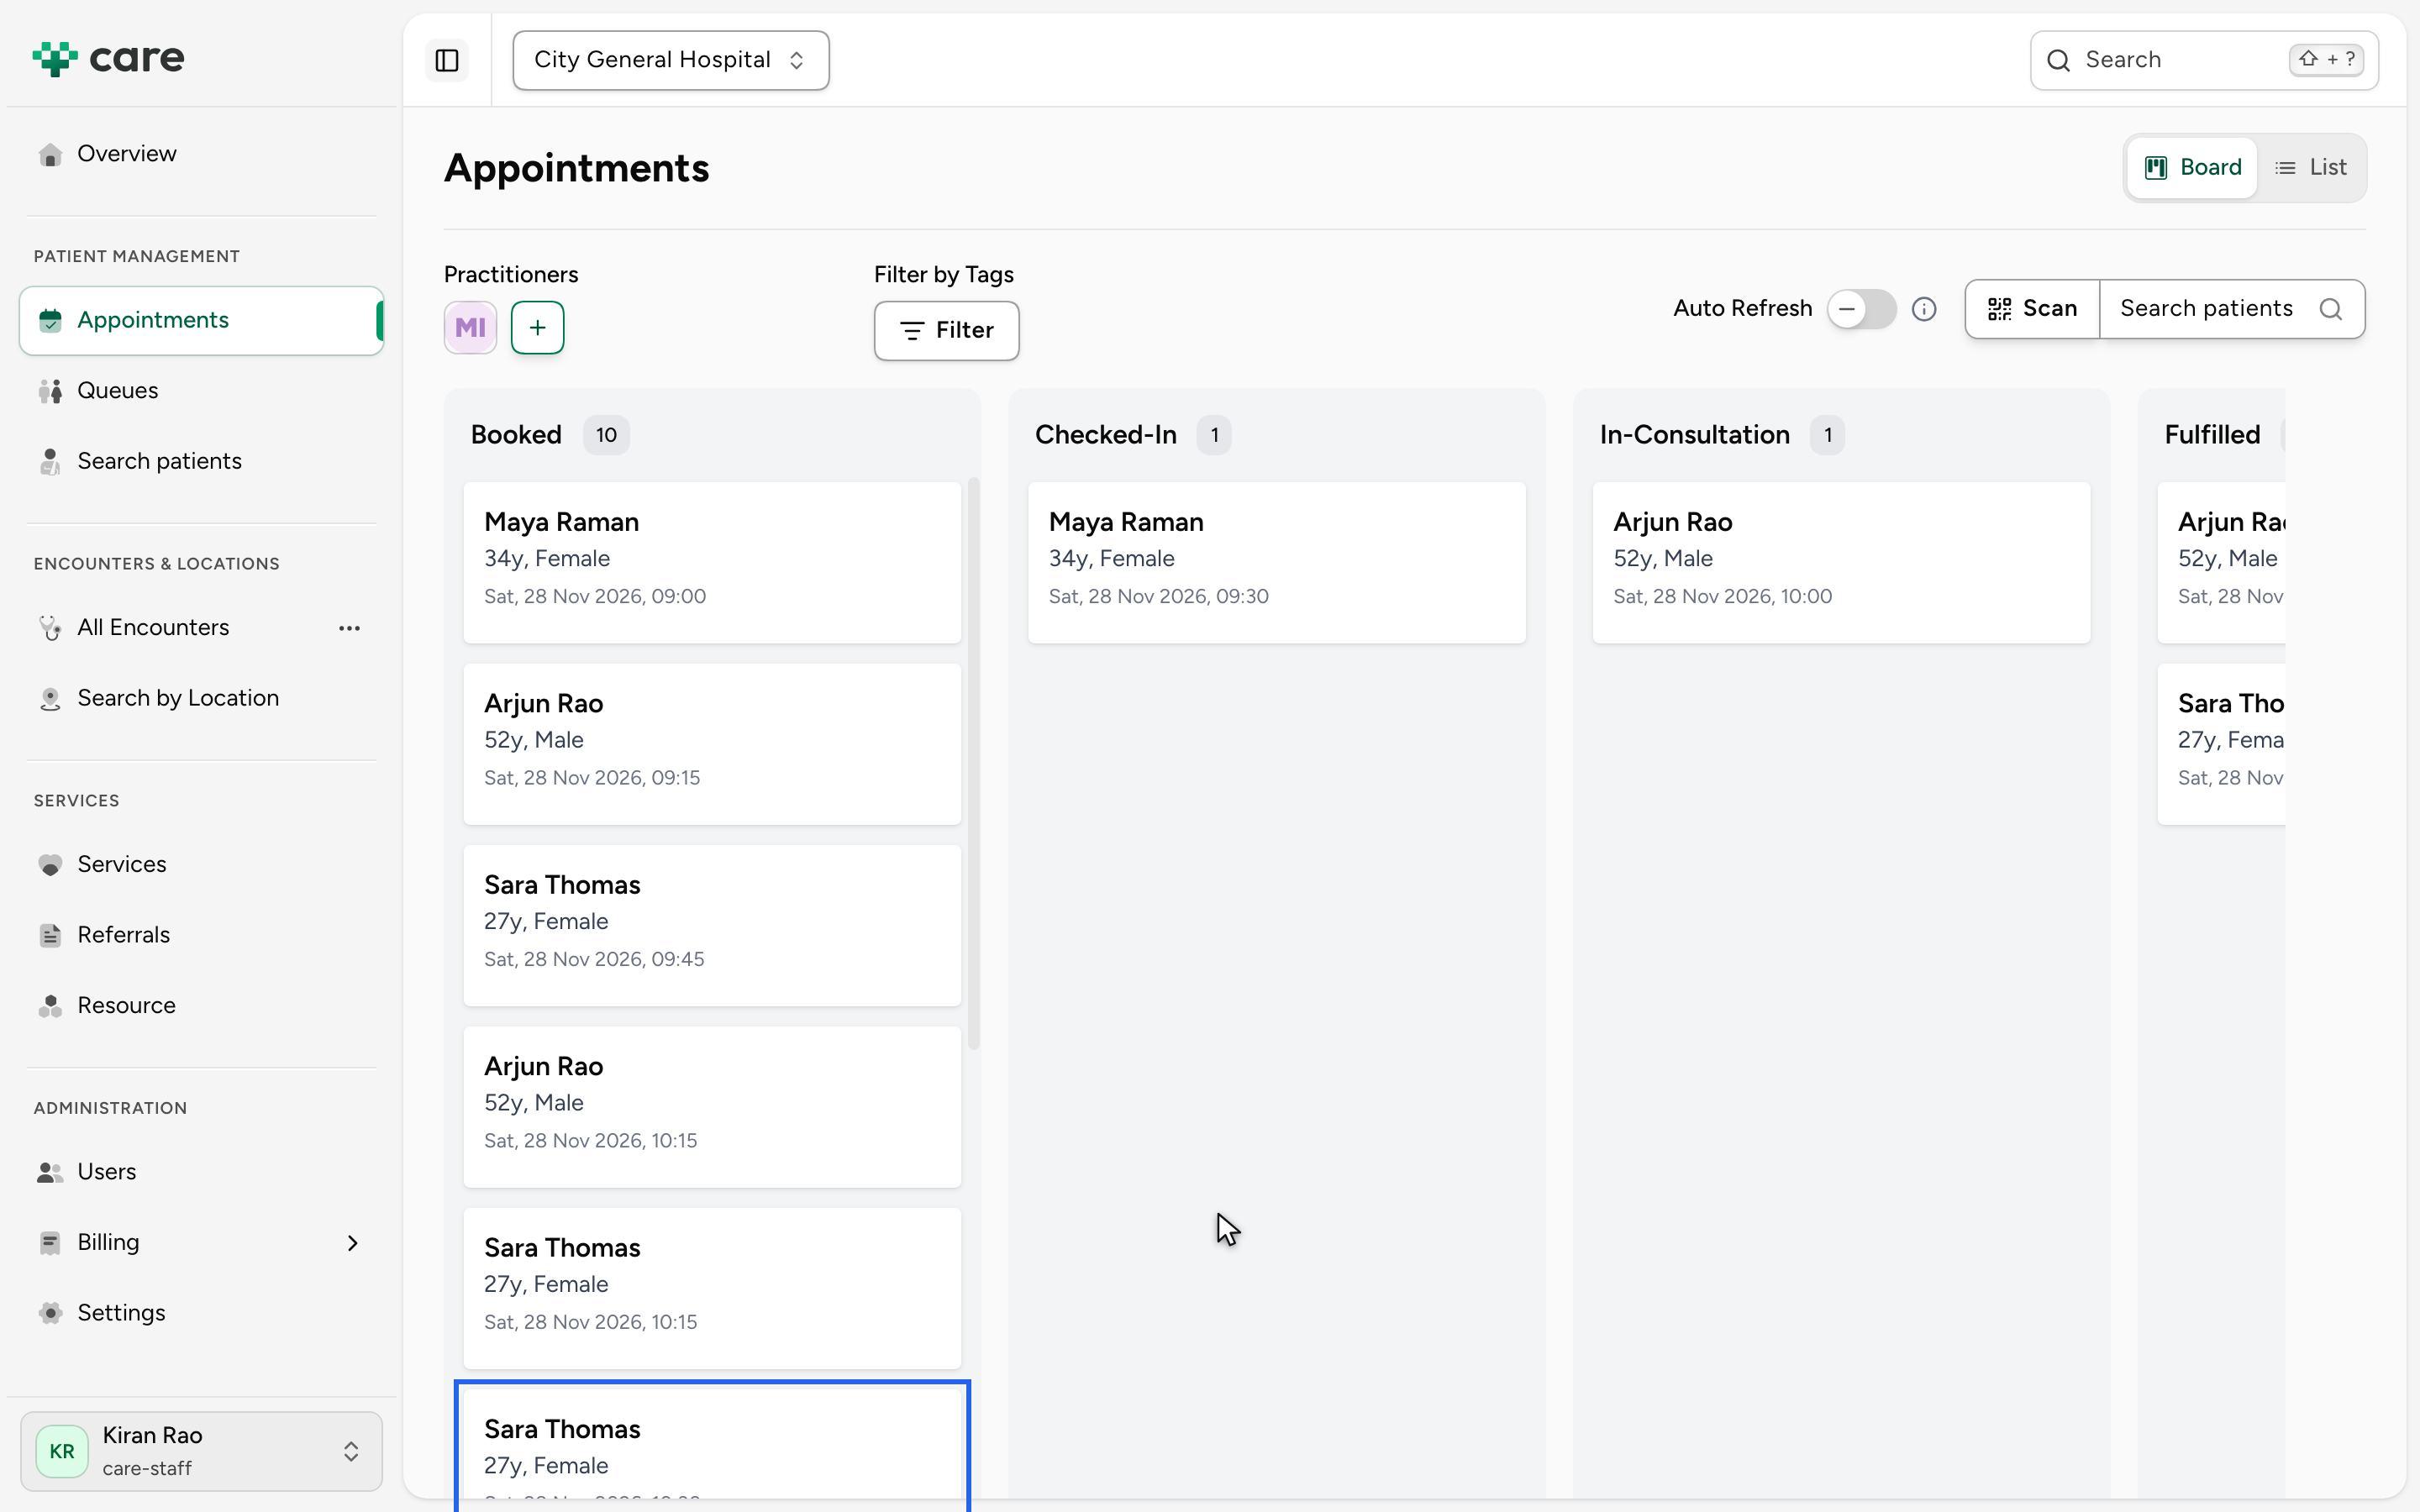 care
City General Hospital
Search
+ ?
Overview
PATIENT MANAGEMENT
Appointments
Queues
Search patients
ENCOUNTERS & LOCATIONS
All Encounters
Search by Location
SERVICES
Services
Referrals
Resource
ADMINISTRATION
Users
Billing
Settings
KR
Kiran Rao
care-staff
Appointments
Board
List
Practitioners
MI
+
Filter by Tags
Filter
Auto Refresh
Scan
Search patients
Booked 10
Maya Raman
34y, Female
Sat, 28 Nov 2026, 09:00
Arjun Rao
52y, Male
Sat, 28 Nov 2026, 09:15
Sara Thomas
27y, Female
Sat, 28 Nov 2026, 09:45
Arjun Rao
52y, Male
Sat, 28 Nov 2026, 10:15
Sara Thomas
27y, Female
Sat, 28 Nov 2026, 10:15
Sara Thomas
27y, Female
Checked-In 1
Maya Raman
34y, Female
Sat, 28 Nov 2026, 09:30
In-Consultation 1
Arjun Rao
52y, Male
Sat, 28 Nov 2026, 10:00
Fulfilled
Arjun Rao
52y, Male
Sat, 28 Nov
Sara Tho
27y, Fema
Sat, 28 Nov